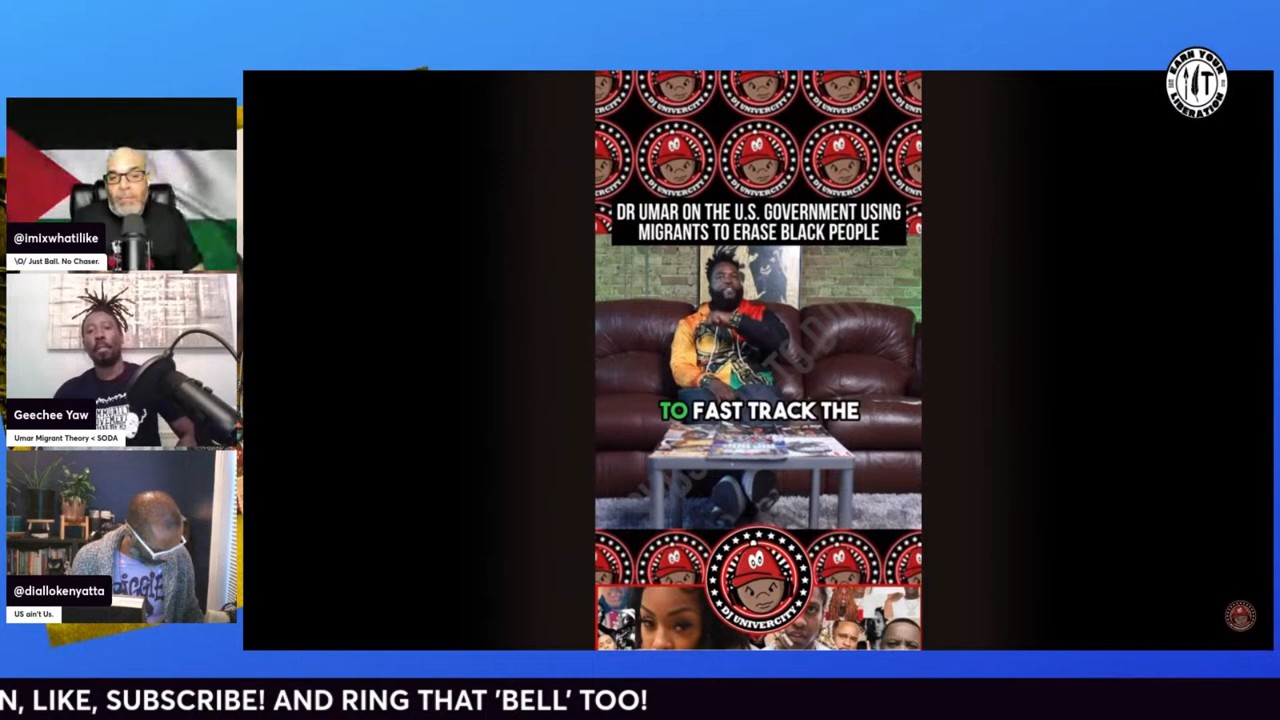 EARN YOUR
LIBERATION
DJ UNIVERCITY
DR UMAR ON THE U.S. GOVERNMENT USING
MIGRANTS TO ERASE BLACK PEOPLE
@imixwhatilike
\O/ Just Ball. No Chaser.
TO FAST TRACK THE
Geechee Yaw
Umar Migrant Theory < SODA
@diallokenyatta
US ain't Us.
DJ UNIVERCITY
N, LIKE, SUBSCRIBE! AND RING THAT 'BELL' TOO!